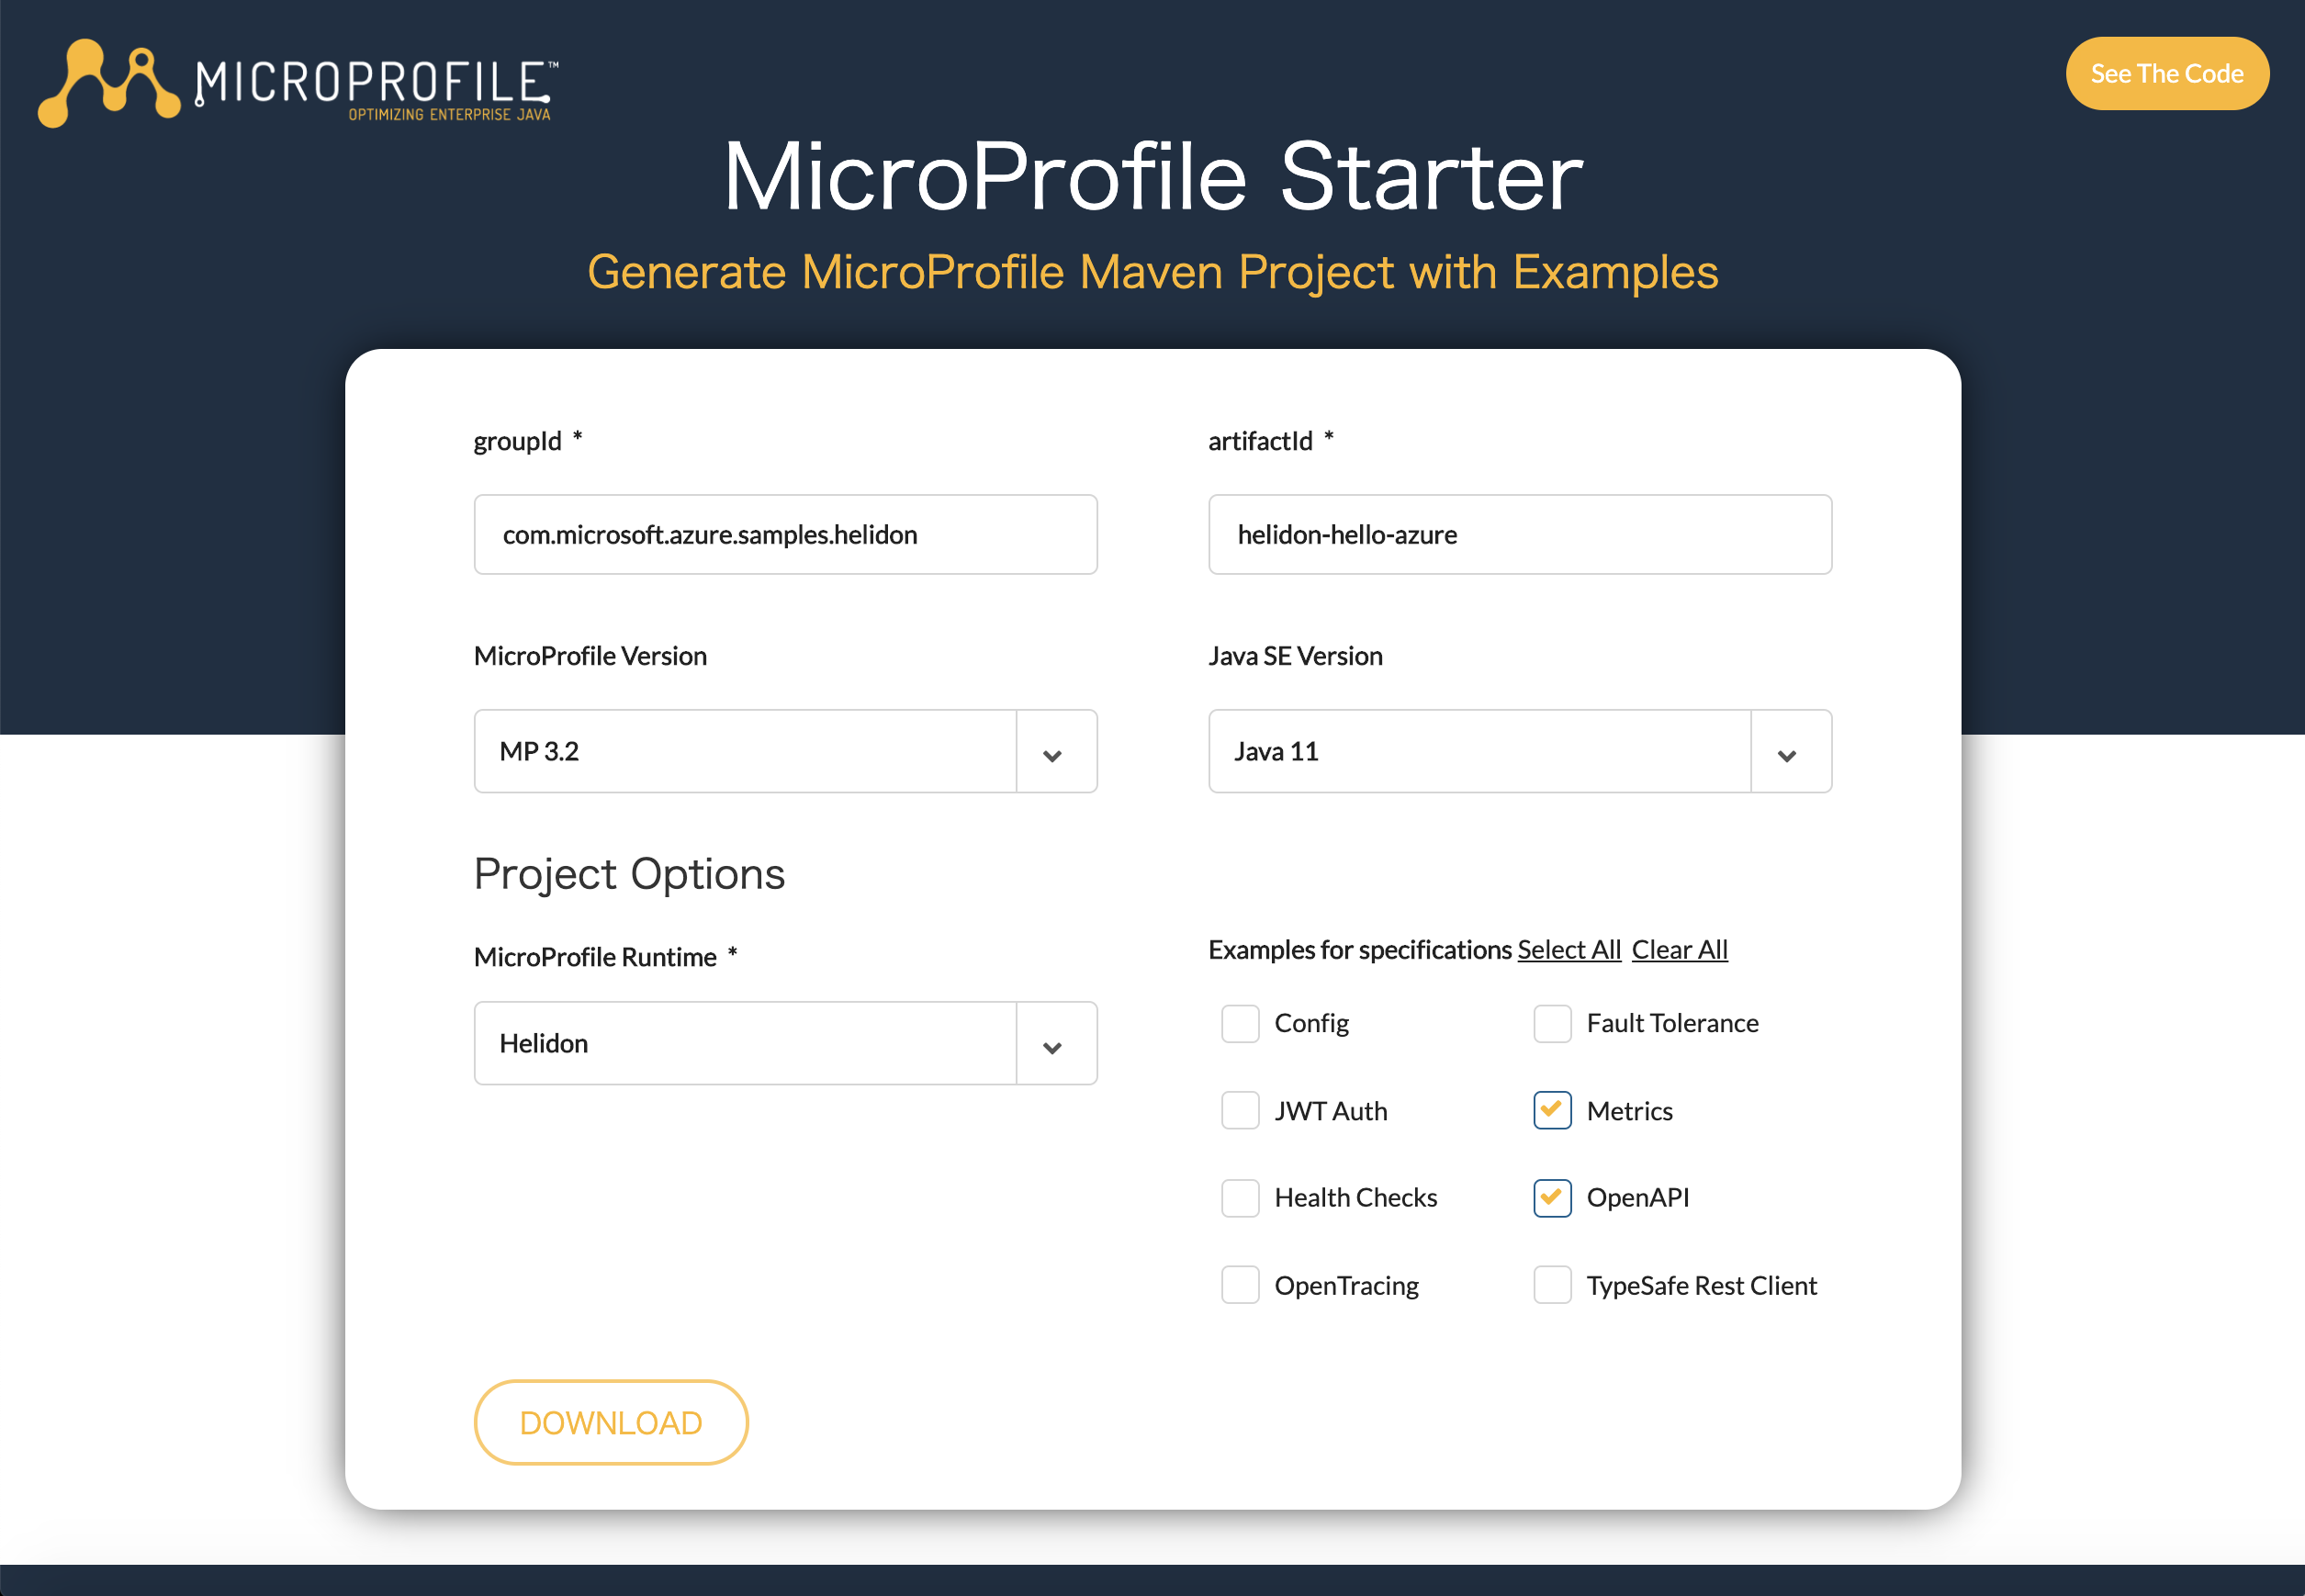 MICROPROFILE™
OPTIMIZING ENTERPRISE JAVA
See The Code
MicroProfile Starter
Generate MicroProfile Maven Project with Examples
groupId *
artifactId *
com.microsoft.azure.samples.helidon
helidon-hello-azure
MicroProfile Version
Java SE Version
MP 3.2
Java 11
Project Options
MicroProfile Runtime *
Examples for specifications Select All Clear All
Helidon
Config
Fault Tolerance
JWT Auth
Metrics
Health Checks
OpenAPI
OpenTracing
TypeSafe Rest Client
DOWNLOAD